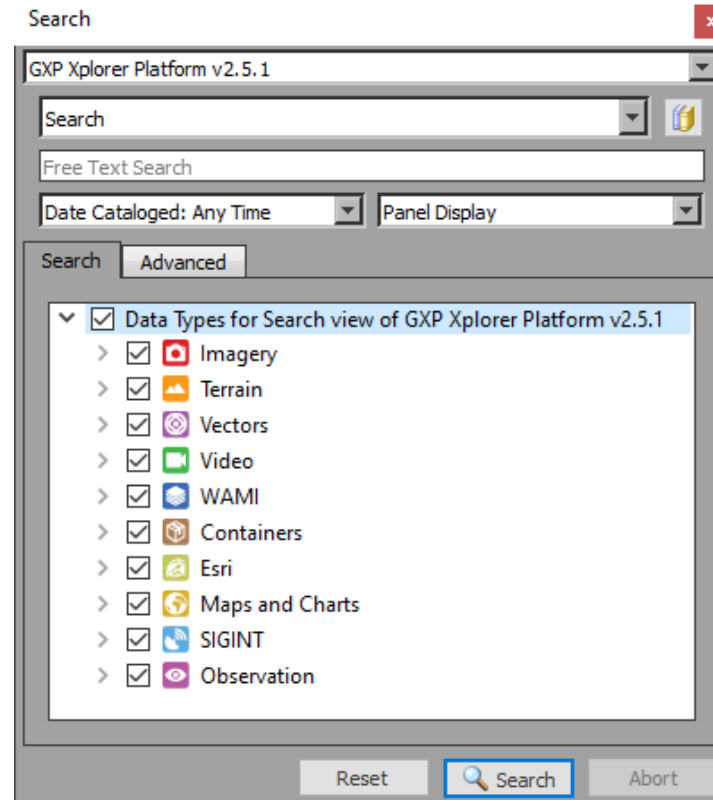 Search
x
GXP Xplorer Platform v2.5.1
Search
Free Text Search
Date Cataloged: Any Time Panel Display
Search Advanced
Data Types for Search view of GXP Xplorer Platform v2.5.1
Imagery
Terrain
Vectors
Video
WAMI
Containers
Esri
Maps and Charts
SIGINT
Observation
Reset Search Abort